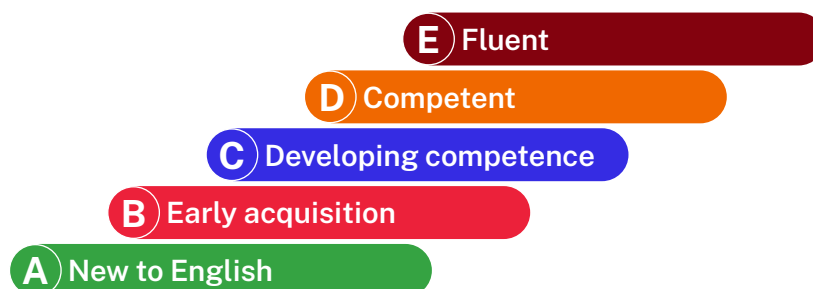 E Fluent
D Competent
C Developing competence
B Early acquisition
A New to English